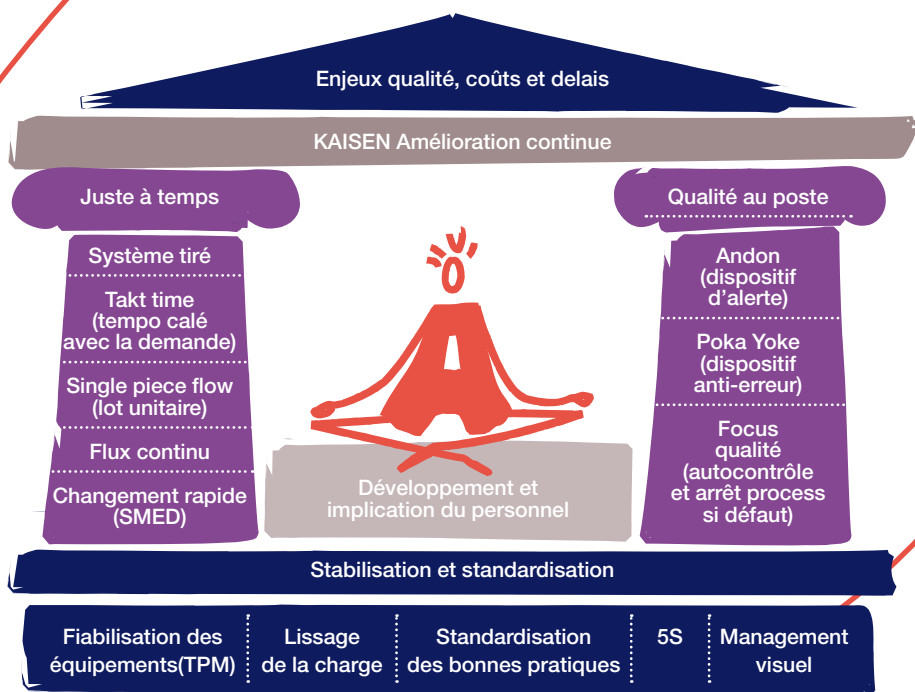 Enjeux qualité, coûts et delais
KAISEN Amélioration continue
Juste à temps
Système tiré
Takt time
(tempo calé
avec la demande)
Single piece flow
(lot unitaire)
Flux continu
Changement rapide
(SMED)
Développement et
implication du personnel
Qualité au poste
Andon
(dispositif
d'alerte)
Poka Yoke
(dispositif
anti-erreur)
Focus
qualité
(autocontrôle
et arrêt process
si défaut)
Stabilisation et standardisation
Fiabilisation des
équipements(TPM)
Lissage
de la charge
Standardisation
des bonnes pratiques
5S
Management
visuel